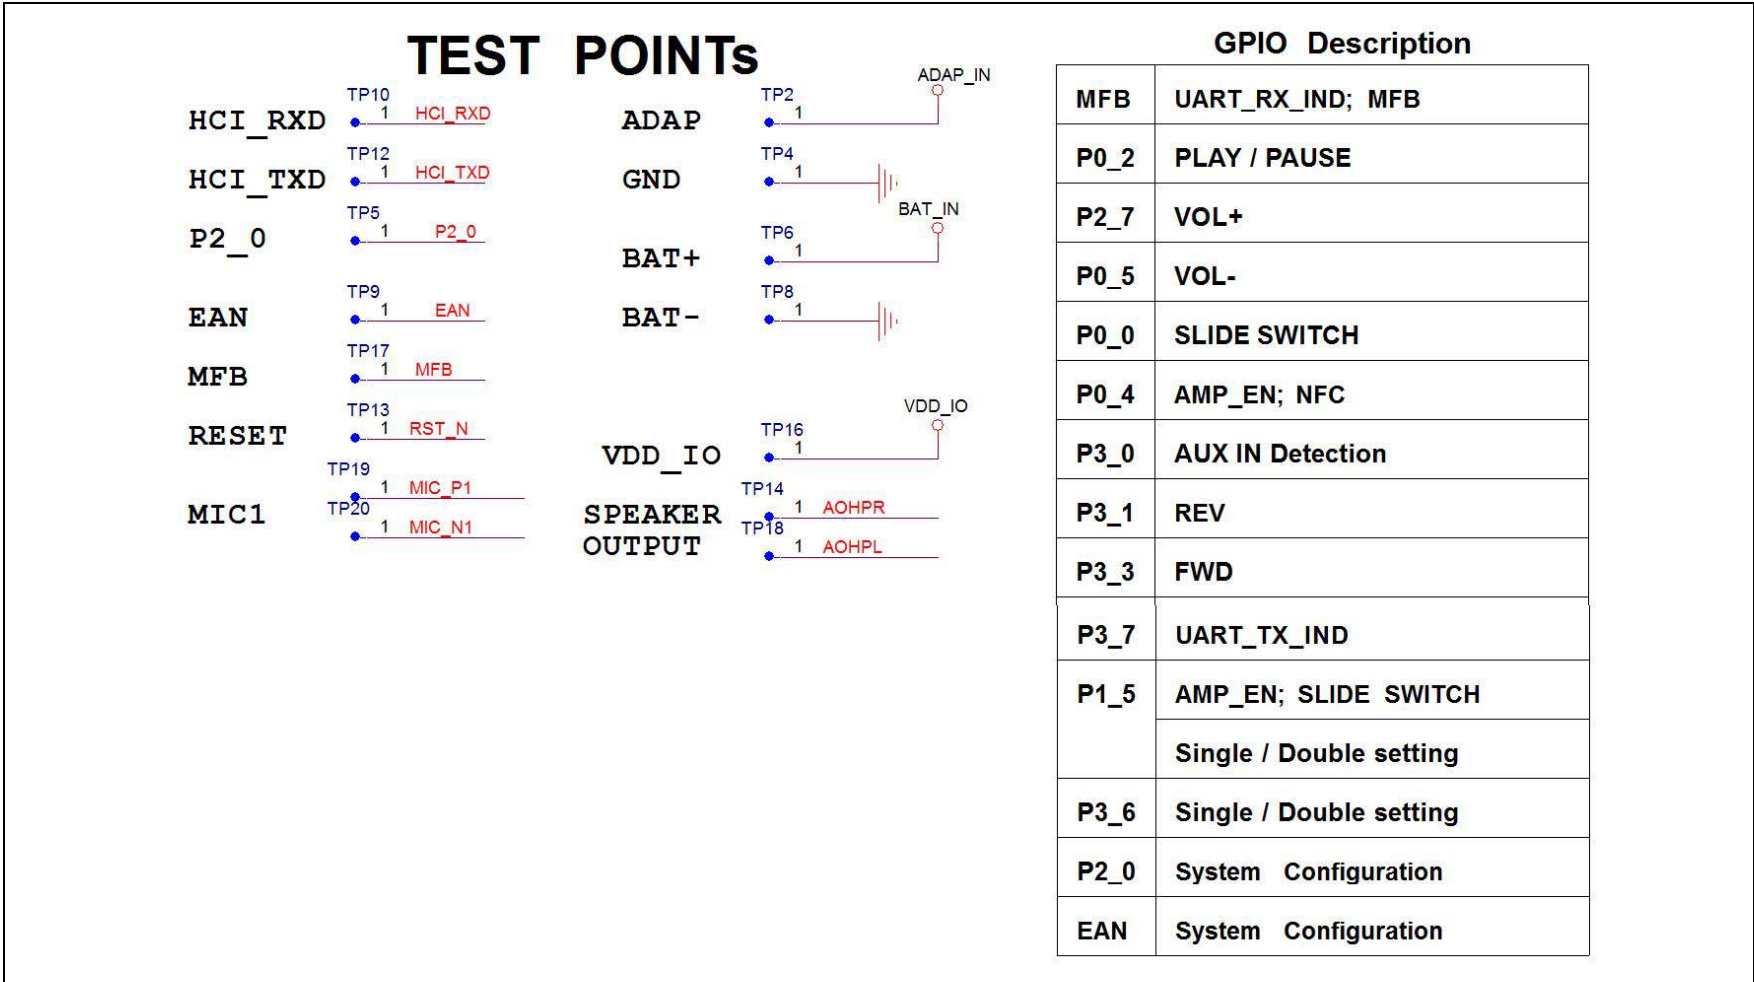 TEST POINTs
HCI_RXD TP10 1 HCI_RXD
HCI_TXD TP12 1 HCI_TXD
P2_0 TP5 1 P2_0
EAN TP9 1 EAN
MFB TP17 1 MFB
RESET TP13 1 RST_N
MIC1 TP19 1 MIC_P1
TP20 1 MIC_N1
ADAP TP2 1 ADAP_IN
GND TP4 1
BAT+ TP6 1 BAT_IN
BAT- TP8 1
VDD_IO TP16 1 VDD_IO
SPEAKER TP14 1 AOHPR
OUTPUT TP18 1 AOHPL
GPIO Description
MFB UART_RX_IND; MFB
P0_2 PLAY / PAUSE
P2_7 VOL+
P0_5 VOL-
P0_0 SLIDE SWITCH
P0_4 AMP_EN; NFC
P3_0 AUX IN Detection
P3_1 REV
P3_3 FWD
P3_7 UART_TX_IND
P1_5 AMP_EN; SLIDE SWITCH
Single / Double setting
P3_6 Single / Double setting
P2_0 System Configuration
EAN System Configuration